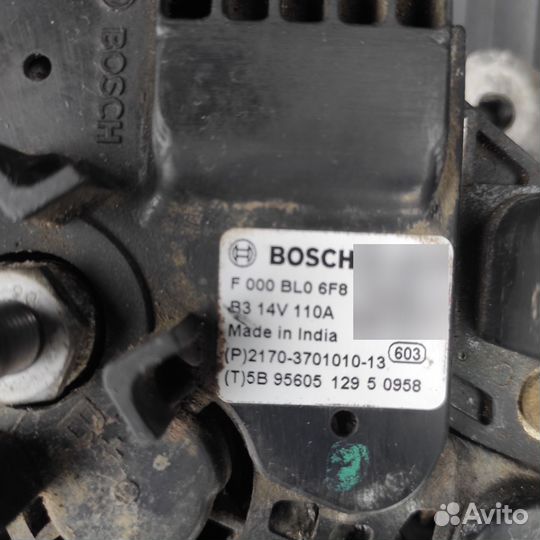 BOSCH
BOSCH
F 000 BL0 6F8
B3 14V 110A
Made in India
(P)2170-3701010-13 603
(T)5B 95605 129 5 0958
Avito